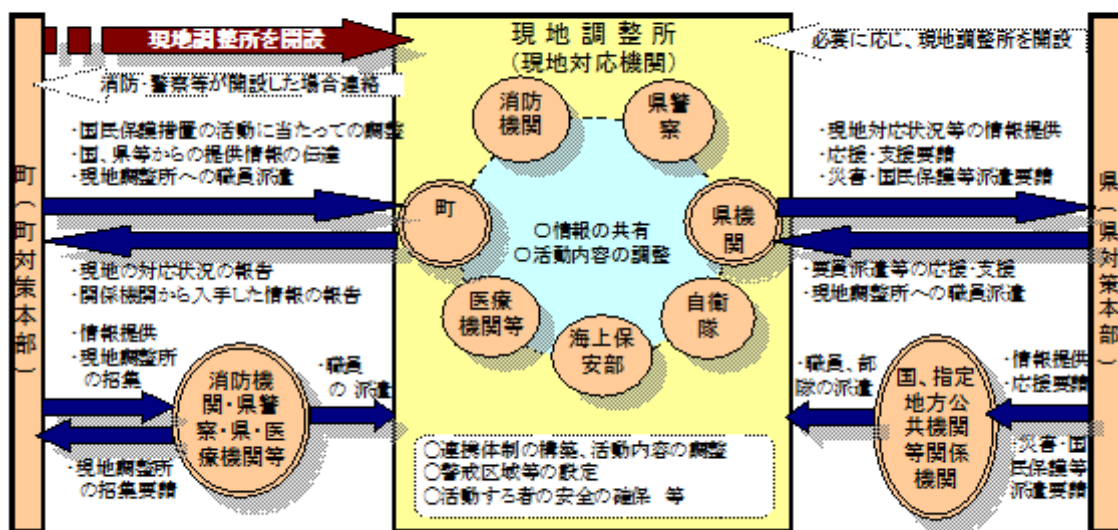 現地調整所を開設
消防・警察等が開設した場合連絡
・国民保護措置の活動に当たっての調整
・国、県等からの提供情報の伝達
・現地調整所への職員派遣
町（町対策本部）
・現地の対応状況の報告
・関係機関から入手した情報の報告
・情報提供
・現地調整所
の招集
消防機
関・県警
察・県・医
療機関等
・職員
の 派遣
・現地調整所
の招集要請
現地調整所
（現地対応機関）
消防
機関
県警
察
町
県機
関
○情報の共有
○活動内容の調整
医療
機関等
海上保
安部
自衛
隊
○連携体制の構築、活動内容の調整
○警戒区域等の設定
○活動する者の安全の確保 等
必要に応じ、現地調整所を開設
・現地対応状況等の情報提供
・応援・支援要請
・災害・国民保護等派遣要請
県（県対策本部）
・要員派遣等の応援・支援
・現地調整所への職員派遣
・職員、部
隊の派遣
国、指定
地方公
共機関
等関係
機関
・情報提供
・応援要請
・災害・国
民保護等
派遣要請